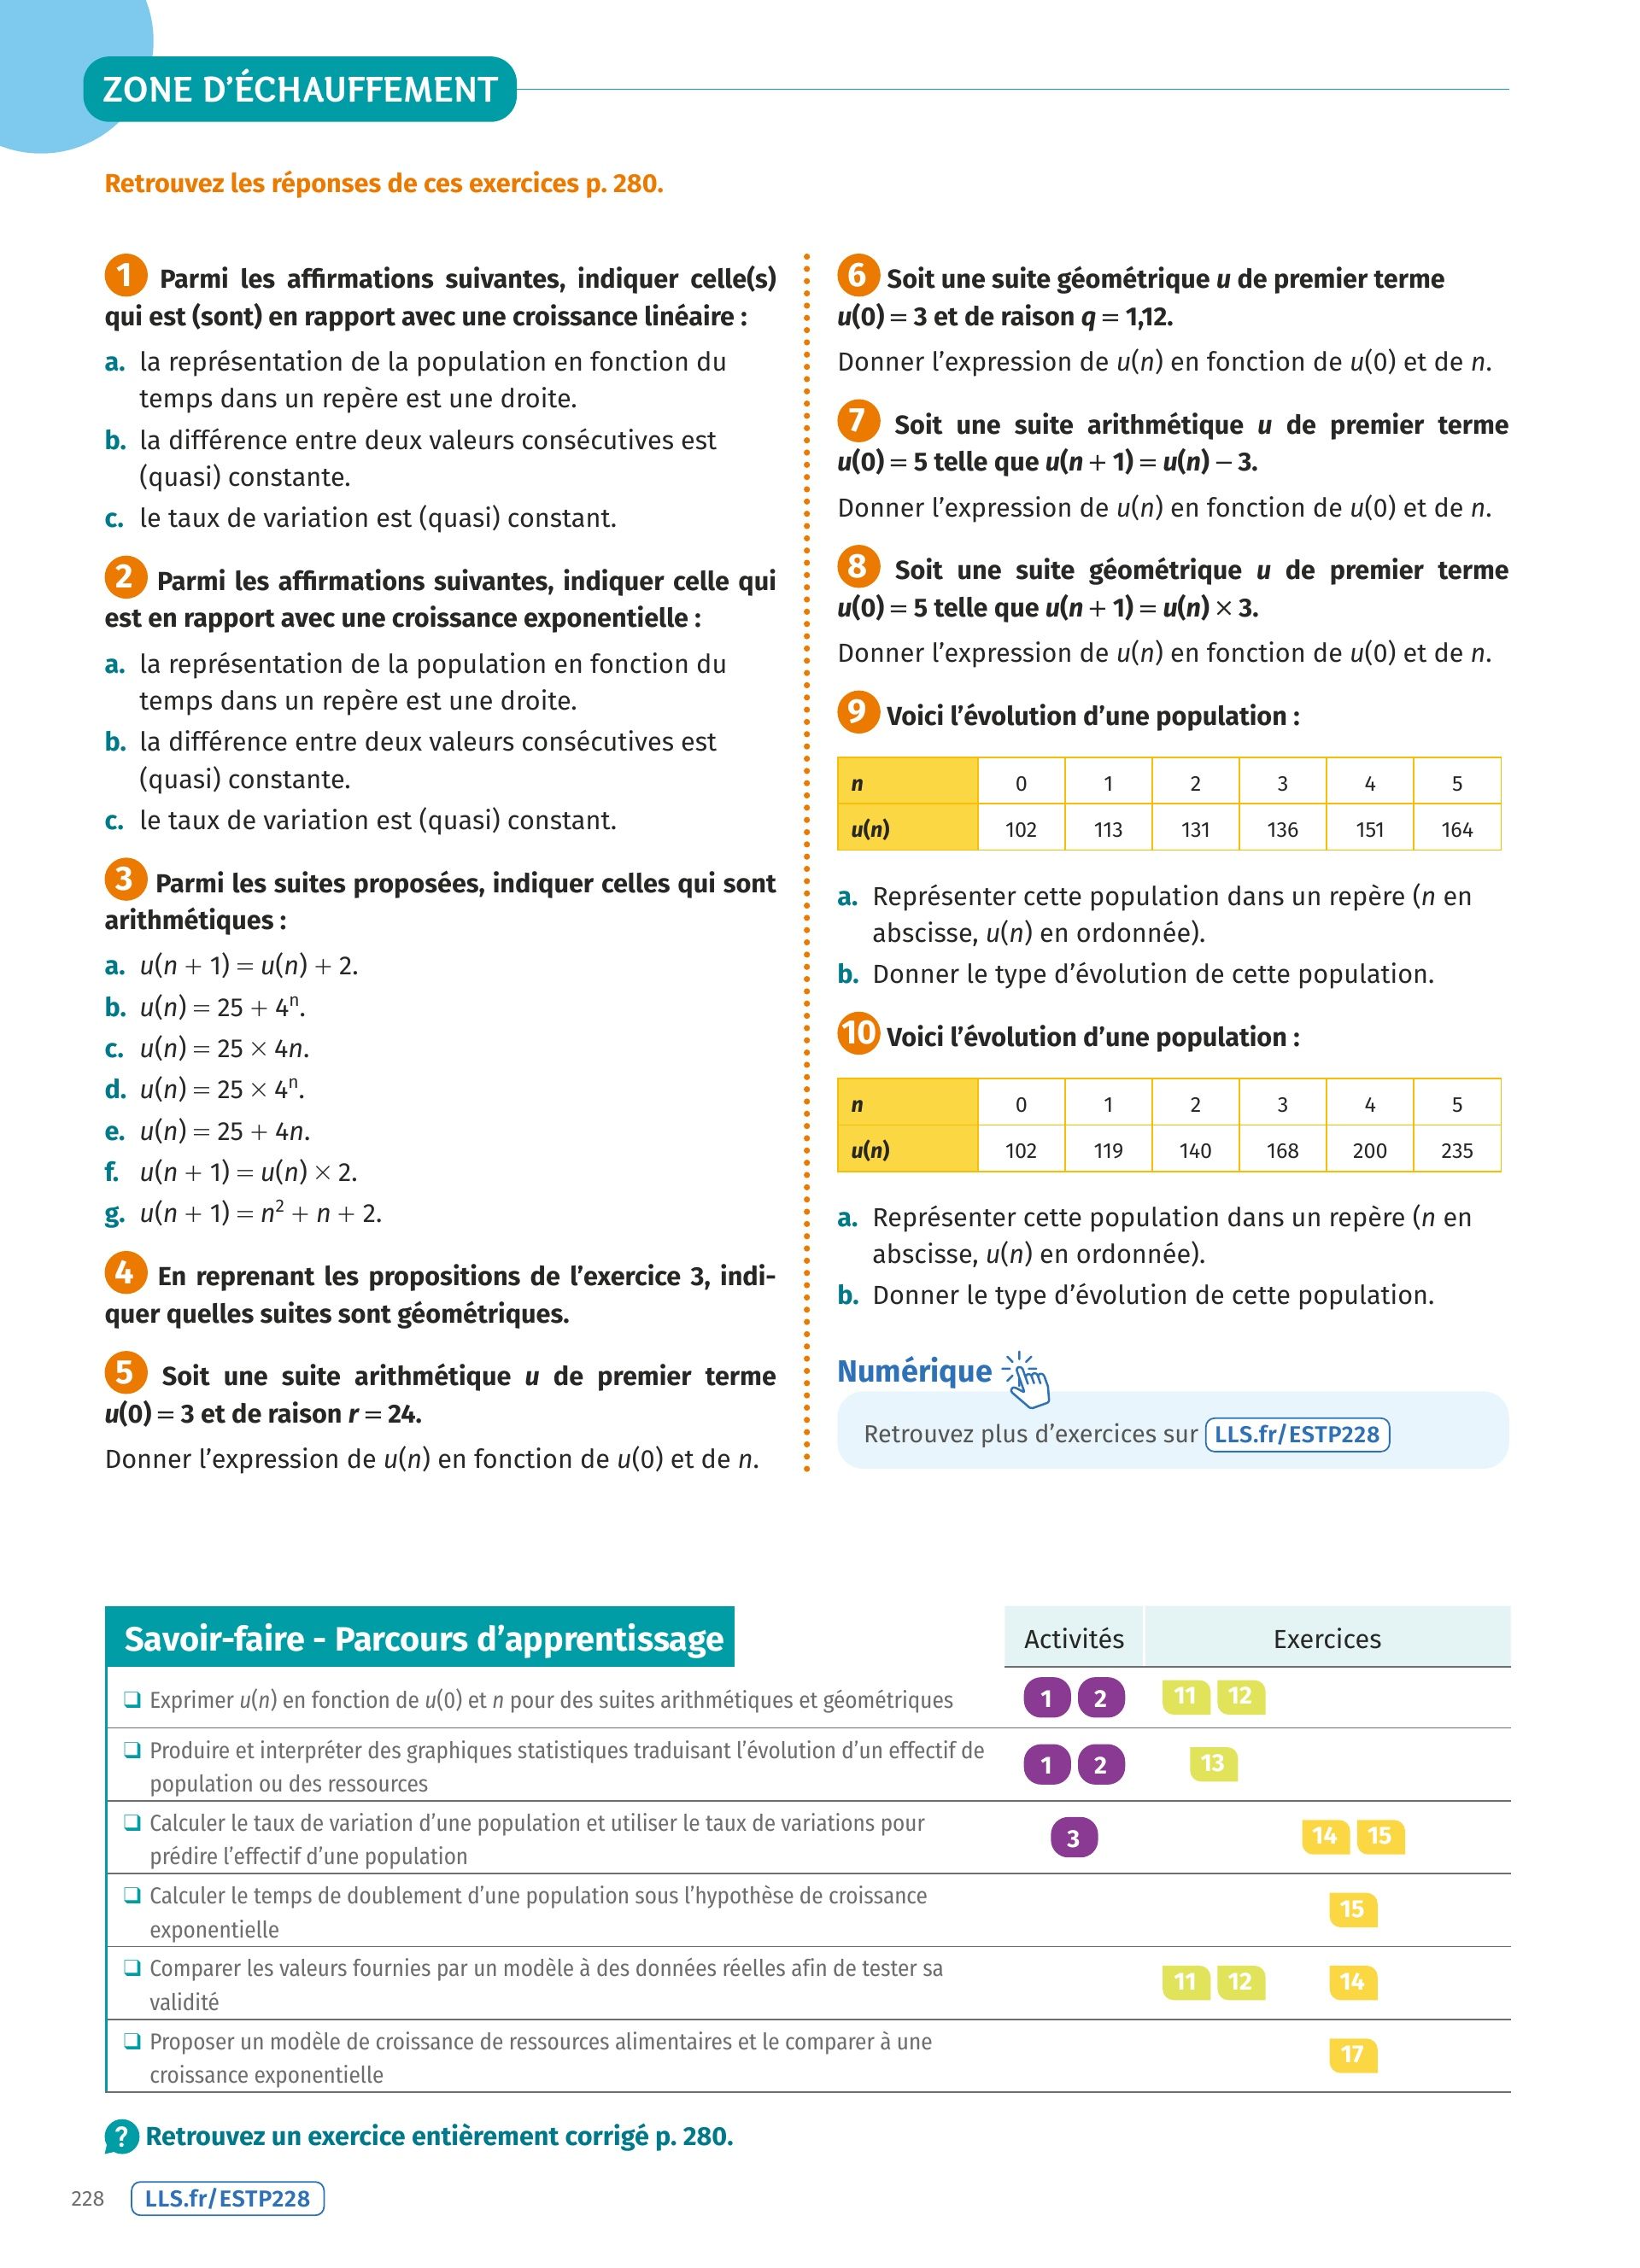 ZONE D’ÉCHAUFFEMENT
Retrouvez les réponses de ces exercices p. 280.
1 Parmi les affirmations suivantes, indiquer celle(s)
qui est (sont) en rapport avec une croissance linéaire :
a. la représentation de la population en fonction du
temps dans un repère est une droite.
b. la différence entre deux valeurs consécutives est
(quasi) constante.
c. le taux de variation est (quasi) constant.
2 Parmi les affirmations suivantes, indiquer celle qui
est en rapport avec une croissance exponentielle :
a. la représentation de la population en fonction du
temps dans un repère est une droite.
b. la différence entre deux valeurs consécutives est
(quasi) constante.
c. le taux de variation est (quasi) constant.
3 Parmi les suites proposées, indiquer celles qui sont
arithmétiques :
a. u(n + 1) = u(n) + 2.
b. u(n) = 25 + 4ⁿ.
c. u(n) = 25 × 4n.
d. u(n) = 25 × 4ⁿ.
e. u(n) = 25 + 4n.
f. u(n + 1) = u(n) × 2.
g. u(n + 1) = n² + n + 2.
4 En reprenant les propositions de l’exercice 3, indi-
quer quelles suites sont géométriques.
5 Soit une suite arithmétique u de premier terme
u(0) = 3 et de raison r = 24.
Donner l’expression de u(n) en fonction de u(0) et de n.
6 Soit une suite géométrique u de premier terme
u(0) = 3 et de raison q = 1,12.
Donner l’expression de u(n) en fonction de u(0) et de n.
7 Soit une suite arithmétique u de premier terme
u(0) = 5 telle que u(n + 1) = u(n) – 3.
Donner l’expression de u(n) en fonction de u(0) et de n.
8 Soit une suite géométrique u de premier terme
u(0) = 5 telle que u(n + 1) = u(n) × 3.
Donner l’expression de u(n) en fonction de u(0) et de n.
9 Voici l’évolution d’une population :
n 0 1 2 3 4 5
u(n) 102 113 131 136 151 164
a. Représenter cette population dans un repère (n en
abscisse, u(n) en ordonnée).
b. Donner le type d’évolution de cette population.
10 Voici l’évolution d’une population :
n 0 1 2 3 4 5
u(n) 102 119 140 168 200 235
a. Représenter cette population dans un repère (n en
abscisse, u(n) en ordonnée).
b. Donner le type d’évolution de cette population.
Numérique
Retrouvez plus d’exercices sur LLS.fr/ESTP228
Savoir-faire - Parcours d’apprentissage Activités Exercices
❏ Exprimer u(n) en fonction de u(0) et n pour des suites arithmétiques et géométriques 1 2 11 12
❏ Produire et interpréter des graphiques statistiques traduisant l’évolution d’un effectif de
population ou des ressources 1 2 13
❏ Calculer le taux de variation d’une population et utiliser le taux de variations pour
prédire l’effectif d’une population 3 14 15
❏ Calculer le temps de doublement d’une population sous l’hypothèse de croissance
exponentielle 15
❏ Comparer les valeurs fournies par un modèle à des données réelles afin de tester sa
validité 11 12 14
❏ Proposer un modèle de croissance de ressources alimentaires et le comparer à une
croissance exponentielle 17
? Retrouvez un exercice entièrement corrigé p. 280.
228 LLS.fr/ESTP228